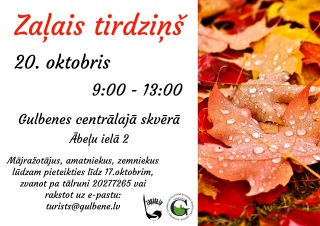 Zaļais tirdziņš
20. oktobris
9:00 - 13:00
Gulbenes centrālajā skvērā
Ābeļu ielā 2
Mājražotājus, amatniekus, zemniekus
lūdzam pieteikties līdz 17.oktobrim,
zvanot pa tālruni 20277265 vai
rakstot uz e-pastu:
turists@gulbene.lv